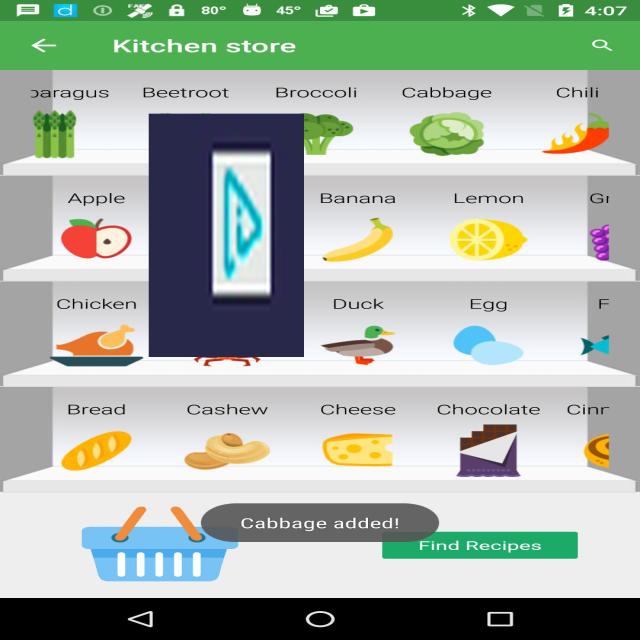 80° 45° 4:07
Kitchen store
paragus Beetroot Broccoli Cabbage Chili
Apple Banana Lemon Gr
Chicken Duck Egg F
Bread Cashew Cheese Chocolate Cinn
Cabbage added!
Find Recipes